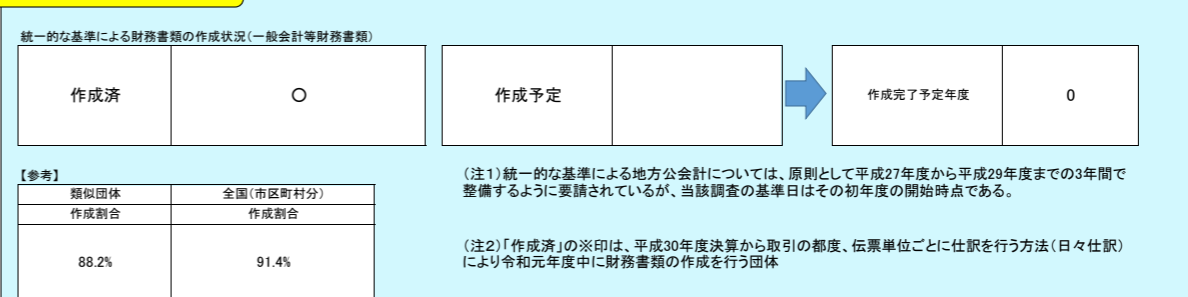 統一的な基準による財務書類の作成状況(一般会計等財務書類)
作成済
○
作成予定
作成完了予定年度
0
【参考】
類似団体
全国(市区町村分)
作成割合
作成割合
88.2%
91.4%
(注1)統一的な基準による地方公会計については、原則として平成27年度から平成29年度までの3年間で
整備するように要請されているが、当該調査の基準日はその初年度の開始時点である。
(注2)「作成済」の※印は、平成30年度決算から取引の都度、伝票単位ごとに仕訳を行う方法(日々仕訳)
により令和元年度中に財務書類の作成を行う団体